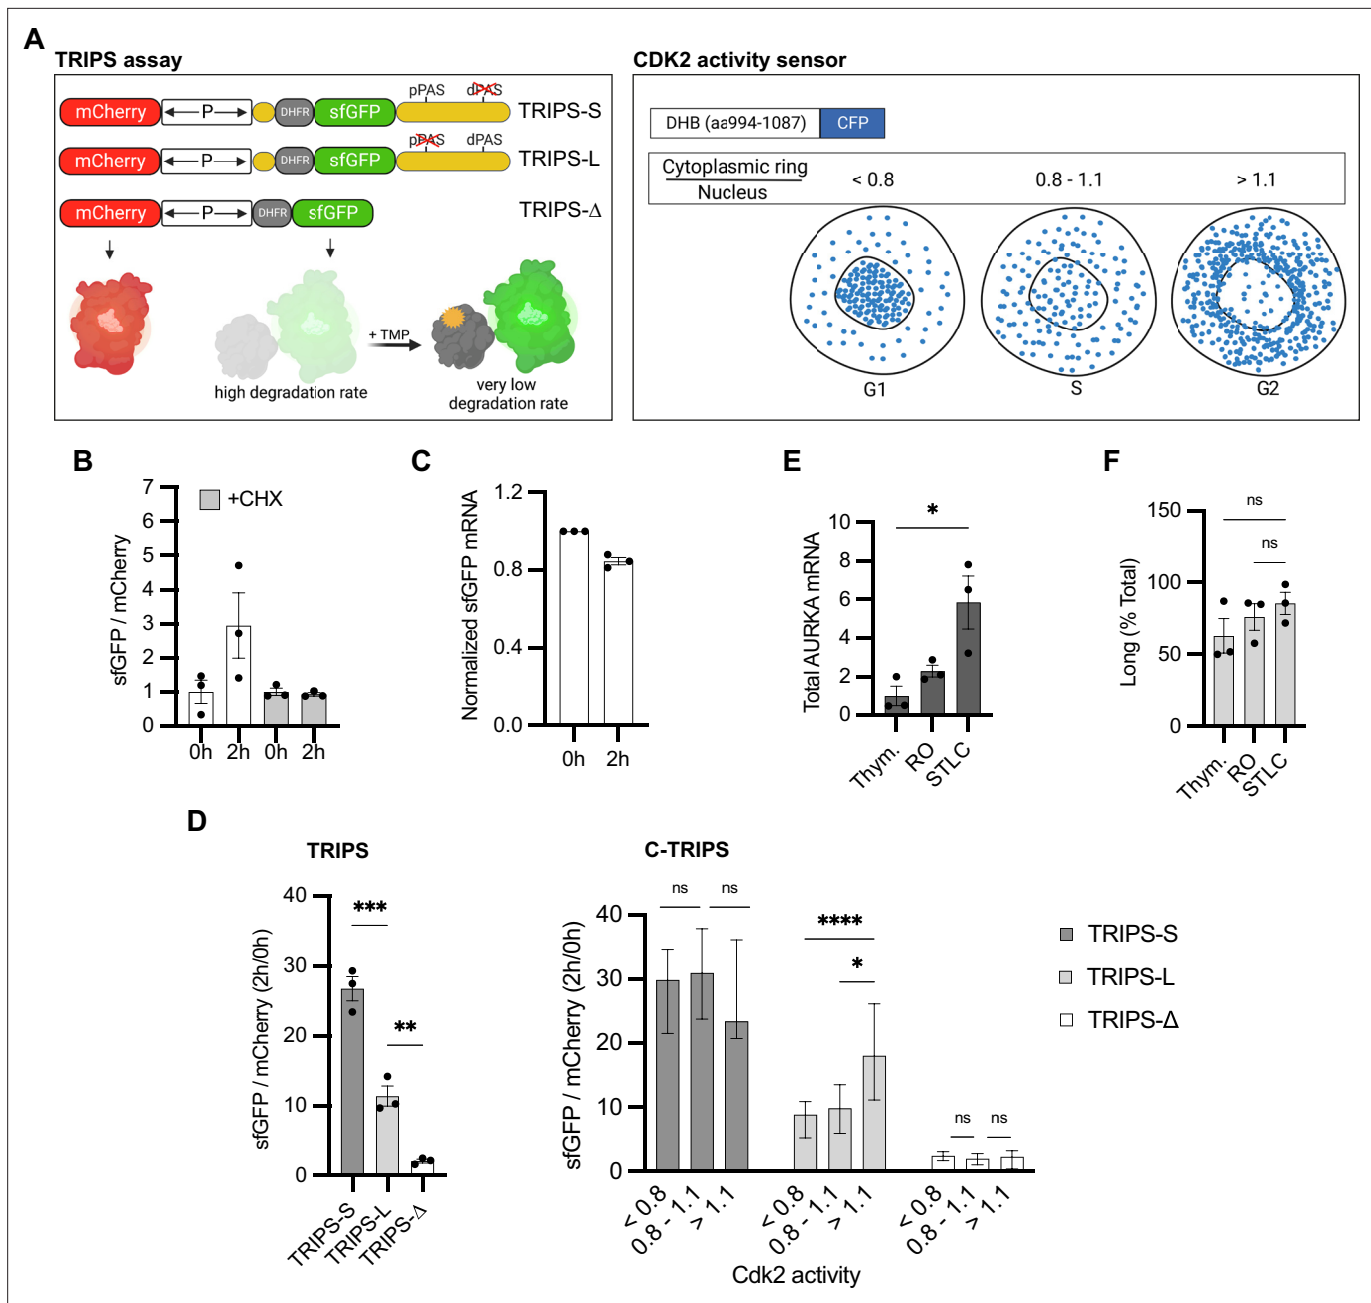 A
TRIPS assay
mCherry
P
DHFR
sfGFP
pPAS
dPAS
TRIPS-S
mCherry
P
DHFR
sfGFP
pPAS
dPAS
TRIPS-L
mCherry
P
DHFR
sfGFP
TRIPS-Δ
+ TMP
high degradation rate
very low
degradation rate
CDK2 activity sensor
DHB (aa994-1087)
CFP
Cytoplasmic ring
Nucleus
< 0.8
0.8 - 1.1
> 1.1
G1
S
G2
B
sfGFP / mCherry
7
6
5
4
3
2
1
0
+CHX
0h
2h
0h
2h
C
Normalized sfGFP mRNA
1.2
0.8
0.4
0.0
0h
2h
E
Total AURKA mRNA
10
8
6
4
2
0
*
Thym.
RO
STLC
F
Long (% Total)
150
100
50
0
ns
ns
Thym.
RO
STLC
D
TRIPS
sfGFP / mCherry (2h/0h)
40
30
20
10
0
***
**
TRIPS-S
TRIPS-L
TRIPS-Δ
C-TRIPS
sfGFP / mCherry (2h/0h)
40
30
20
10
0
ns
ns
****
*
ns
ns
< 0.8
0.8 - 1.1
> 1.1
< 0.8
0.8 - 1.1
> 1.1
< 0.8
0.8 - 1.1
> 1.1
Cdk2 activity
TRIPS-S
TRIPS-L
TRIPS-Δ